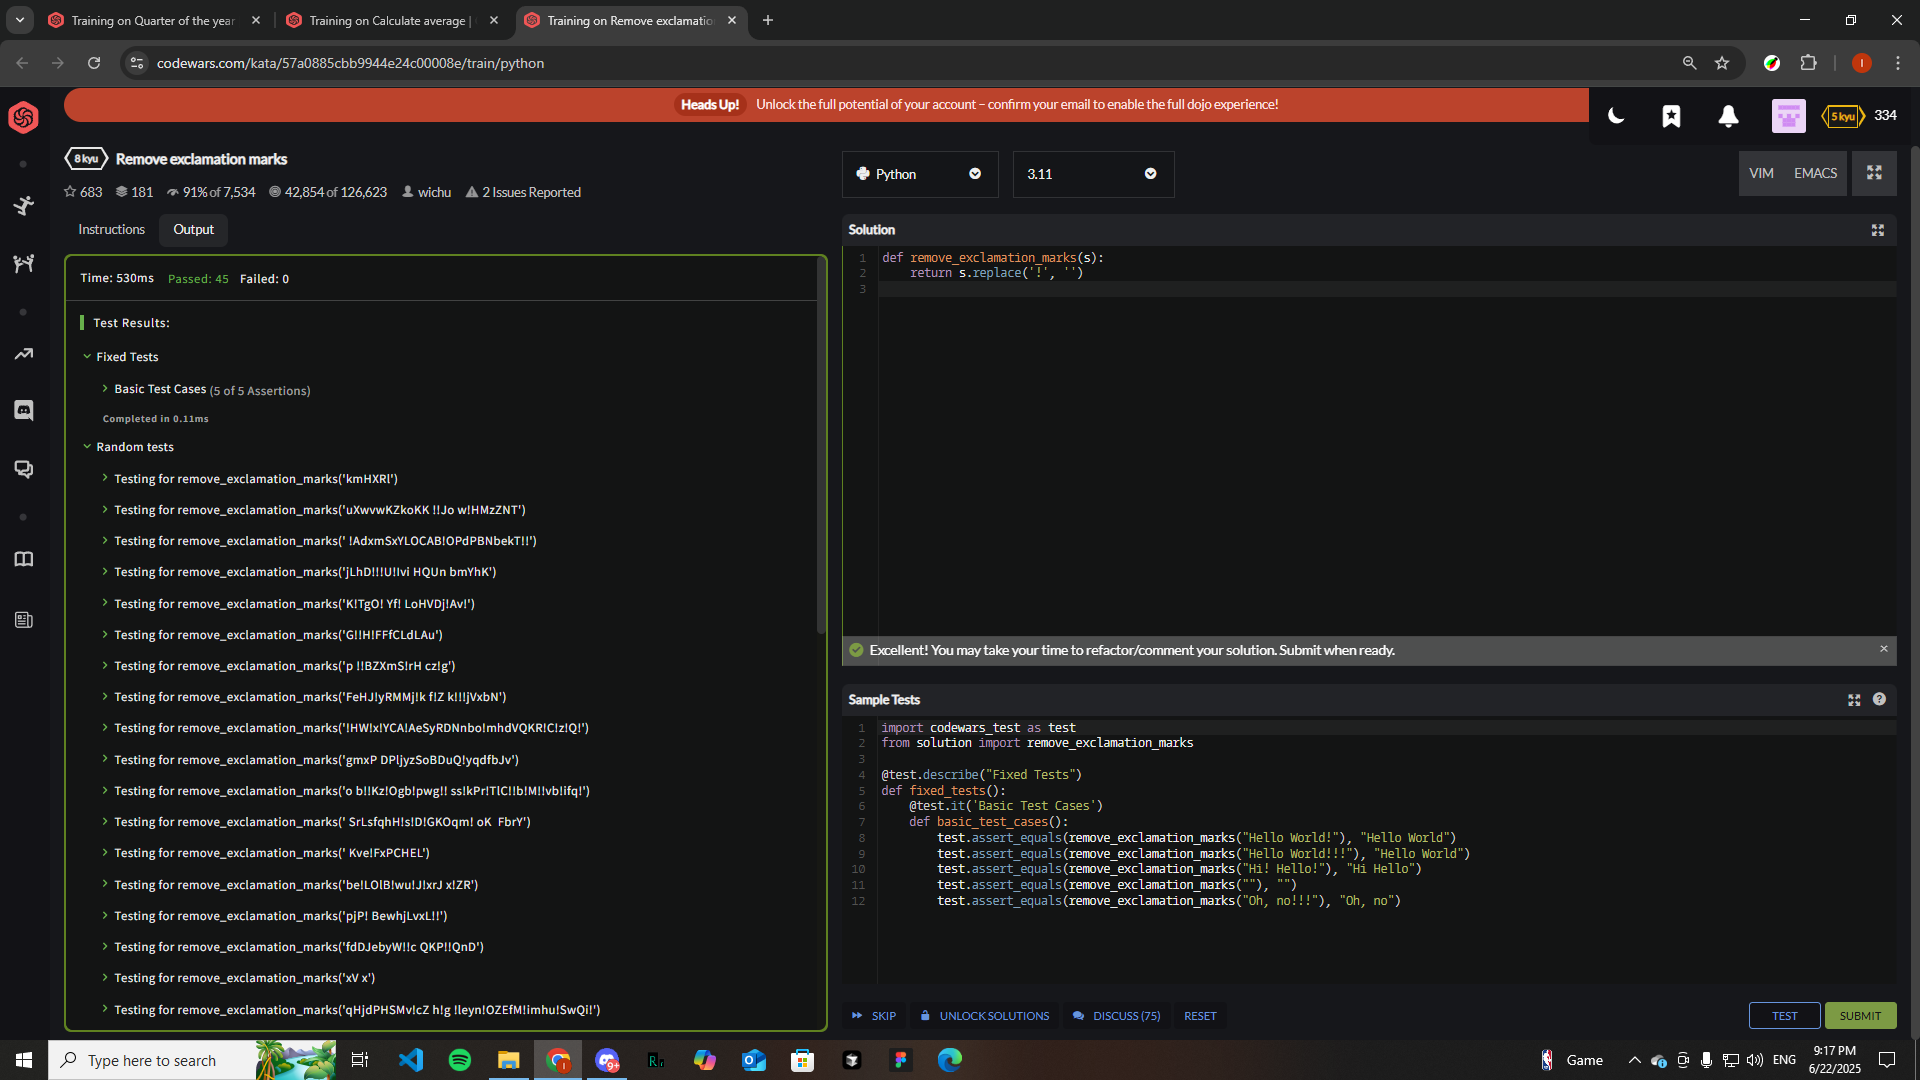 Training on Quarter of the year
Training on Calculate average |
Training on Remove exclamatio
codewars.com/kata/57a0885cbb9944e24c00008e/train/python
I
Heads Up! Unlock the full potential of your account – confirm your email to enable the full dojo experience!
5 kyu 334
8 kyu Remove exclamation marks
683 181 91% of 7,534 42,854 of 126,623 wichu 2 Issues Reported
Instructions Output
Time: 530ms Passed: 45 Failed: 0
Test Results:
Fixed Tests
Basic Test Cases (5 of 5 Assertions)
Completed in 0.11ms
Random tests
Testing for remove_exclamation_marks('kmHXRl')
Testing for remove_exclamation_marks('uXwvwKZkoKK !!Jo w!HMzZNT')
Testing for remove_exclamation_marks(' !AdxmSxYLOCAB!OPdPBNbekT!!')
Testing for remove_exclamation_marks('jLhD!!!U!Ivi HQUn bmYhK')
Testing for remove_exclamation_marks('K!TgO! Yf! LoHVDj!Av!')
Testing for remove_exclamation_marks('G!!H!FFfCLdLAu')
Testing for remove_exclamation_marks('p !!BZXmS!rH cz!g')
Testing for remove_exclamation_marks('FeHJ!yRMMj!k f!Z k!!!jVxbN')
Testing for remove_exclamation_marks('!HW!x!YCA!AeSyRDNnbo!mhdVQKR!C!z!Q!')
Testing for remove_exclamation_marks('gmxP DPljyzSoBDuQ!yqdfbJv')
Testing for remove_exclamation_marks('o b!!Kz!Ogb!pwg!! ss!kPr!TlC!!b!M!!vb!ifq!')
Testing for remove_exclamation_marks(' SrLsfqhH!s!D!GKOqm! oK  FbrY')
Testing for remove_exclamation_marks(' Kve!FxPCHEL')
Testing for remove_exclamation_marks('be!LOlB!wu!J!xrJ x!ZR')
Testing for remove_exclamation_marks('pjP! BewhjLvxL!!')
Testing for remove_exclamation_marks('fdDJebyW!!c QKP!!QnD')
Testing for remove_exclamation_marks('xV x')
Testing for remove_exclamation_marks('qHjdPHSMv!cZ h!g !leyn!OZEfM!imhu!SwQi!')
Python 3.11
VIM EMACS
Solution
1 def remove_exclamation_marks(s):
2     return s.replace('!', '')
3
Excellent! You may take your time to refactor/comment your solution. Submit when ready.
Sample Tests
1 import codewars_test as test
2 from solution import remove_exclamation_marks
3
4 @test.describe("Fixed Tests")
5 def fixed_tests():
6     @test.it('Basic Test Cases')
7     def basic_test_cases():
8         test.assert_equals(remove_exclamation_marks("Hello World!"), "Hello World")
9         test.assert_equals(remove_exclamation_marks("Hello World!!!"), "Hello World")
10         test.assert_equals(remove_exclamation_marks("Hi! Hello!"), "Hi Hello")
11         test.assert_equals(remove_exclamation_marks(""), "")
12         test.assert_equals(remove_exclamation_marks("Oh, no!!!"), "Oh, no")
SKIP UNLOCK SOLUTIONS DISCUSS (75) RESET TEST SUBMIT
Type here to search
9+
Game
ENG
9:17 PM
6/22/2025